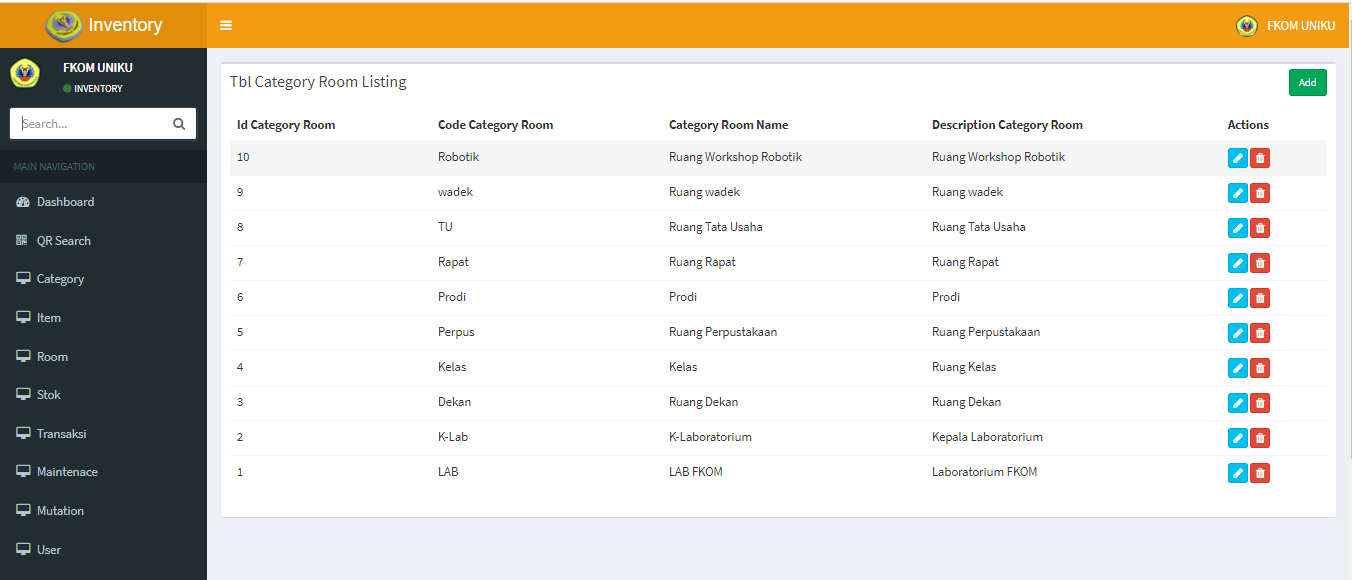 Inventory
FKOM UNIKU
FKOM UNIKU
INVENTORY
Search...
MAIN NAVIGATION
Dashboard
QR Search
Category
Item
Room
Stok
Transaksi
Maintenace
Mutation
User
Tbl Category Room Listing
Add
Id Category Room Code Category Room Category Room Name Description Category Room Actions
10 Robotik Ruang Workshop Robotik Ruang Workshop Robotik
9 wadek Ruang wadek Ruang wadek
8 TU Ruang Tata Usaha Ruang Tata Usaha
7 Rapat Ruang Rapat Ruang Rapat
6 Prodi Prodi Prodi
5 Perpus Ruang Perpustakaan Ruang Perpustakaan
4 Kelas Kelas Ruang Kelas
3 Dekan Ruang Dekan Ruang Dekan
2 K-Lab K-Laboratorium Kepala Laboratorium
1 LAB LAB FKOM Laboratorium FKOM